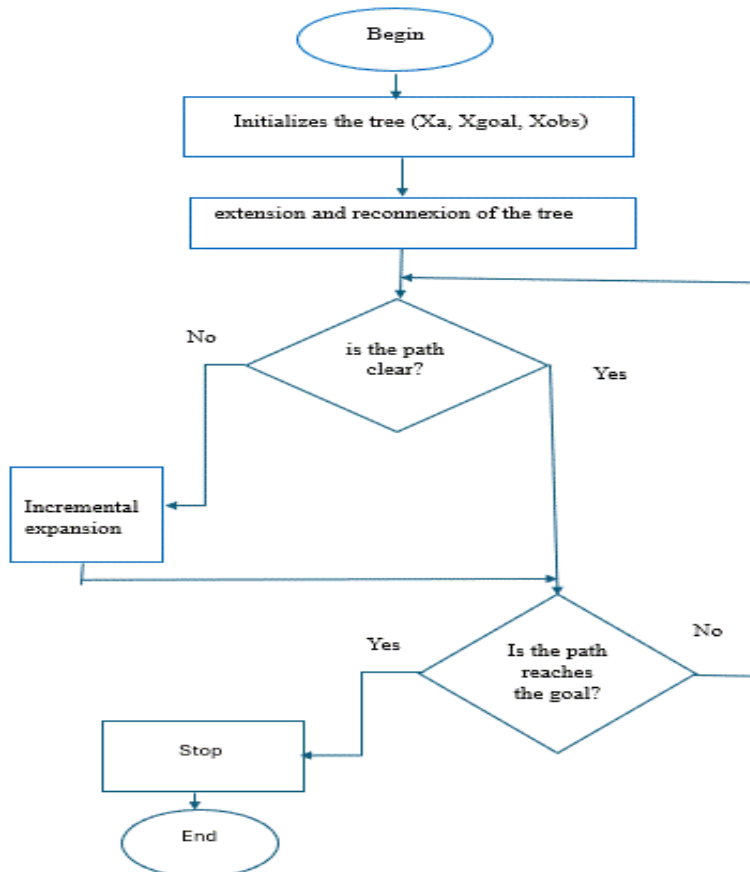 Begin
Initializes the tree (Xa, Xgoal, Xobs)
extension and reconnexion of the tree
No
is the path
clear?
Yes
Incremental
expansion
Yes
Is the path
reaches
the goal?
No
Stop
End